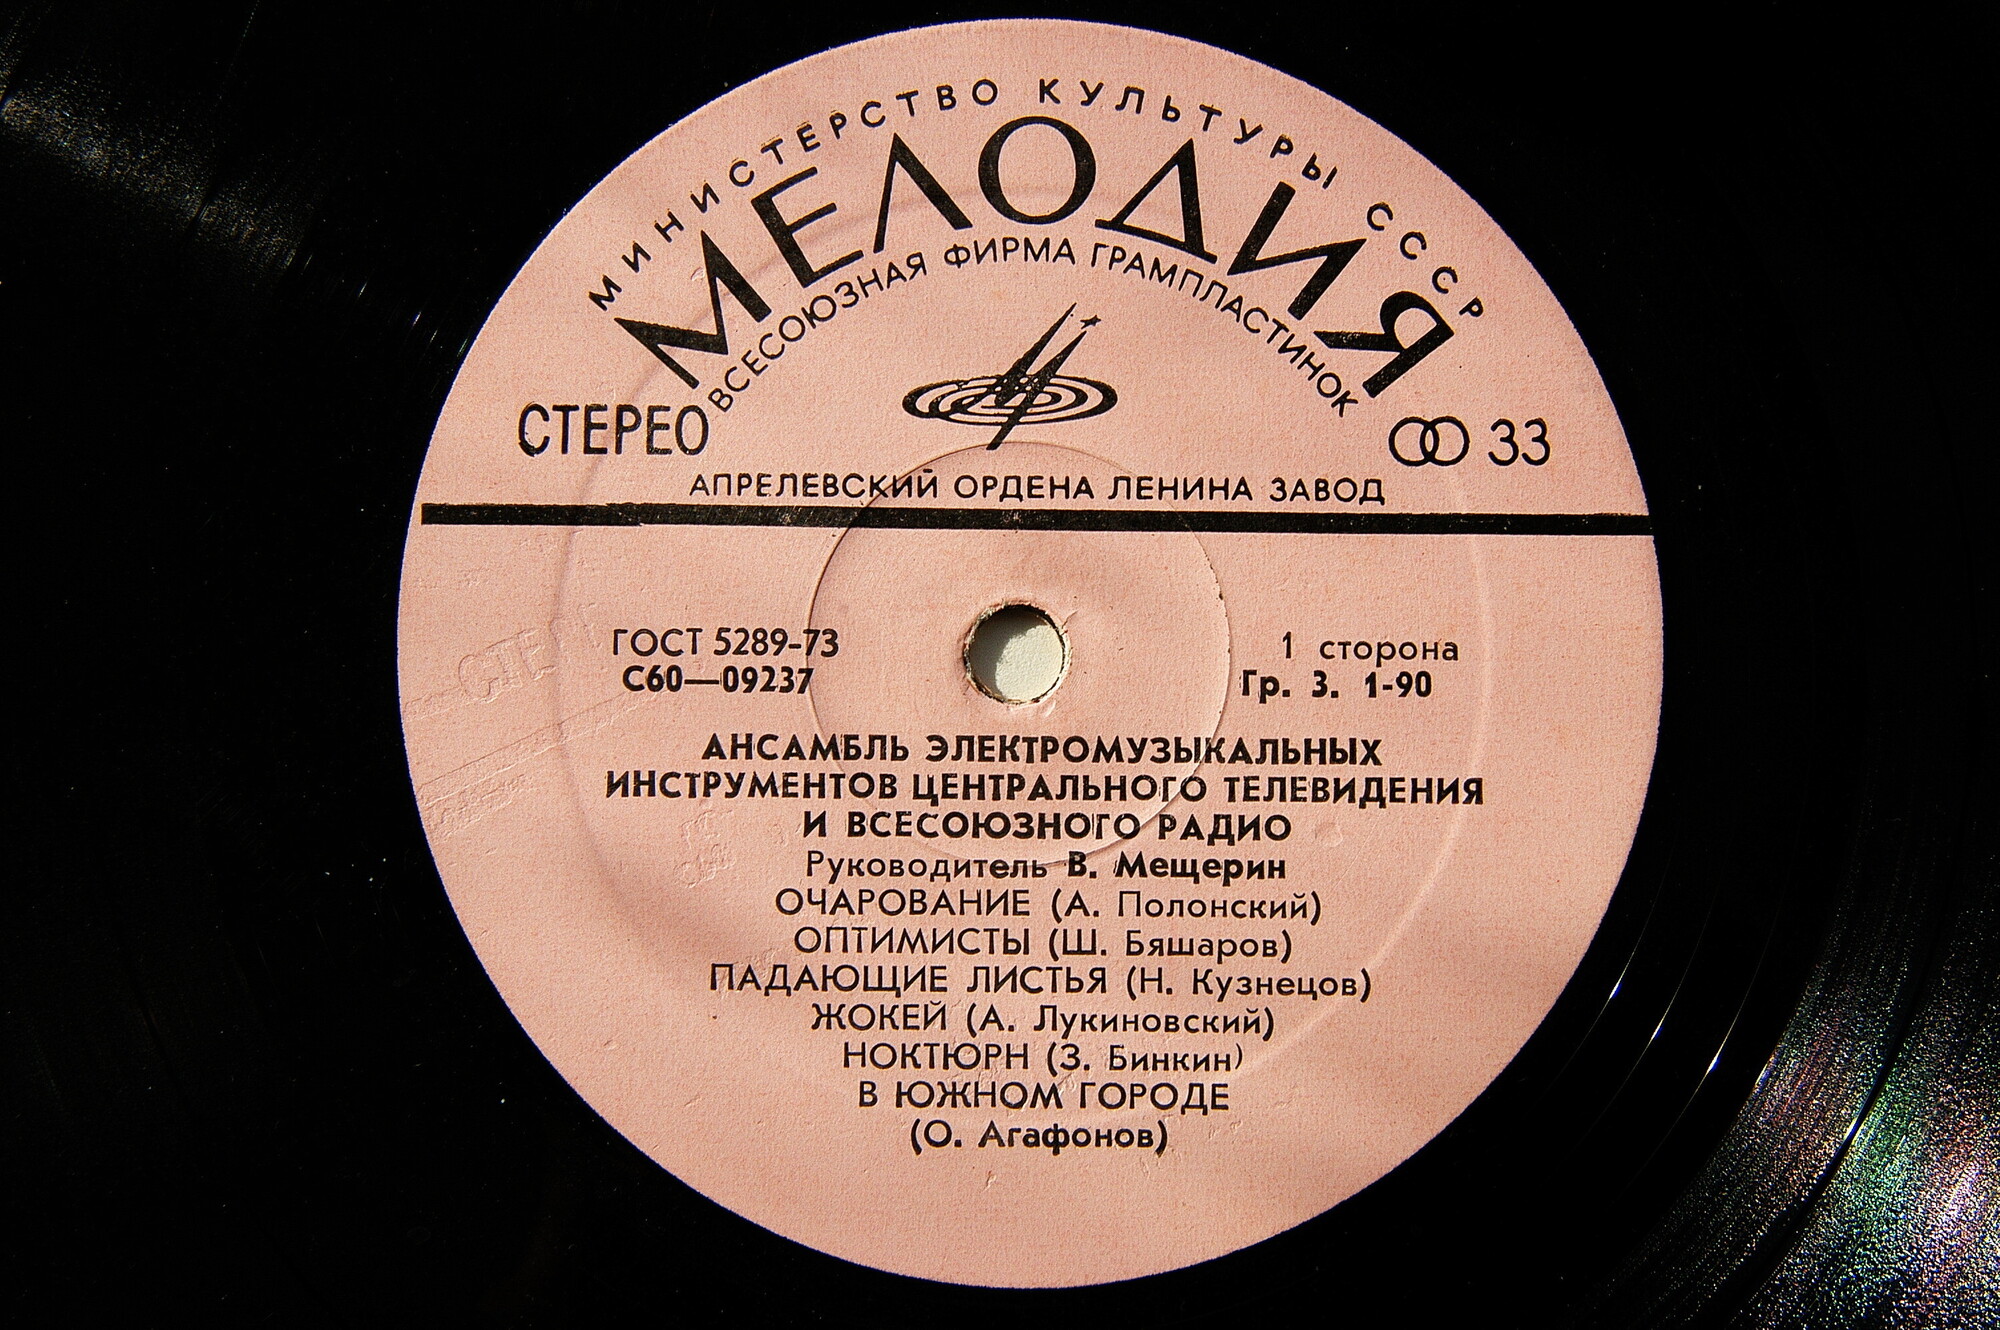 МИНИСТЕРСТВО КУЛЬТУРЫ СССР
МЕЛОДИЯ
ВСЕСОЮЗНАЯ ФИРМА ГРАМПЛАСТИНОК
СТЕРЕО
33
АПРЕЛЕВСКИЙ ОРДЕНА ЛЕНИНА ЗАВОД
ГОСТ 5289-73
С60—09237
1 сторона
Гр. 3. 1-90
АНСАМБЛЬ ЭЛЕКТРОМУЗЫКАЛЬНЫХ
ИНСТРУМЕНТОВ ЦЕНТРАЛЬНОГО ТЕЛЕВИДЕНИЯ
И ВСЕСОЮЗНОГО РАДИО
Руководитель В. Мещерин
ОЧАРОВАНИЕ (А. Полонский)
ОПТИМИСТЫ (Ш. Бяшаров)
ПАДАЮЩИЕ ЛИСТЬЯ (Н. Кузнецов)
ЖОКЕЙ (А. Лукиновский)
НОКТЮРН (З. Бинкин)
В ЮЖНОМ ГОРОДЕ
(О. Агафонов)